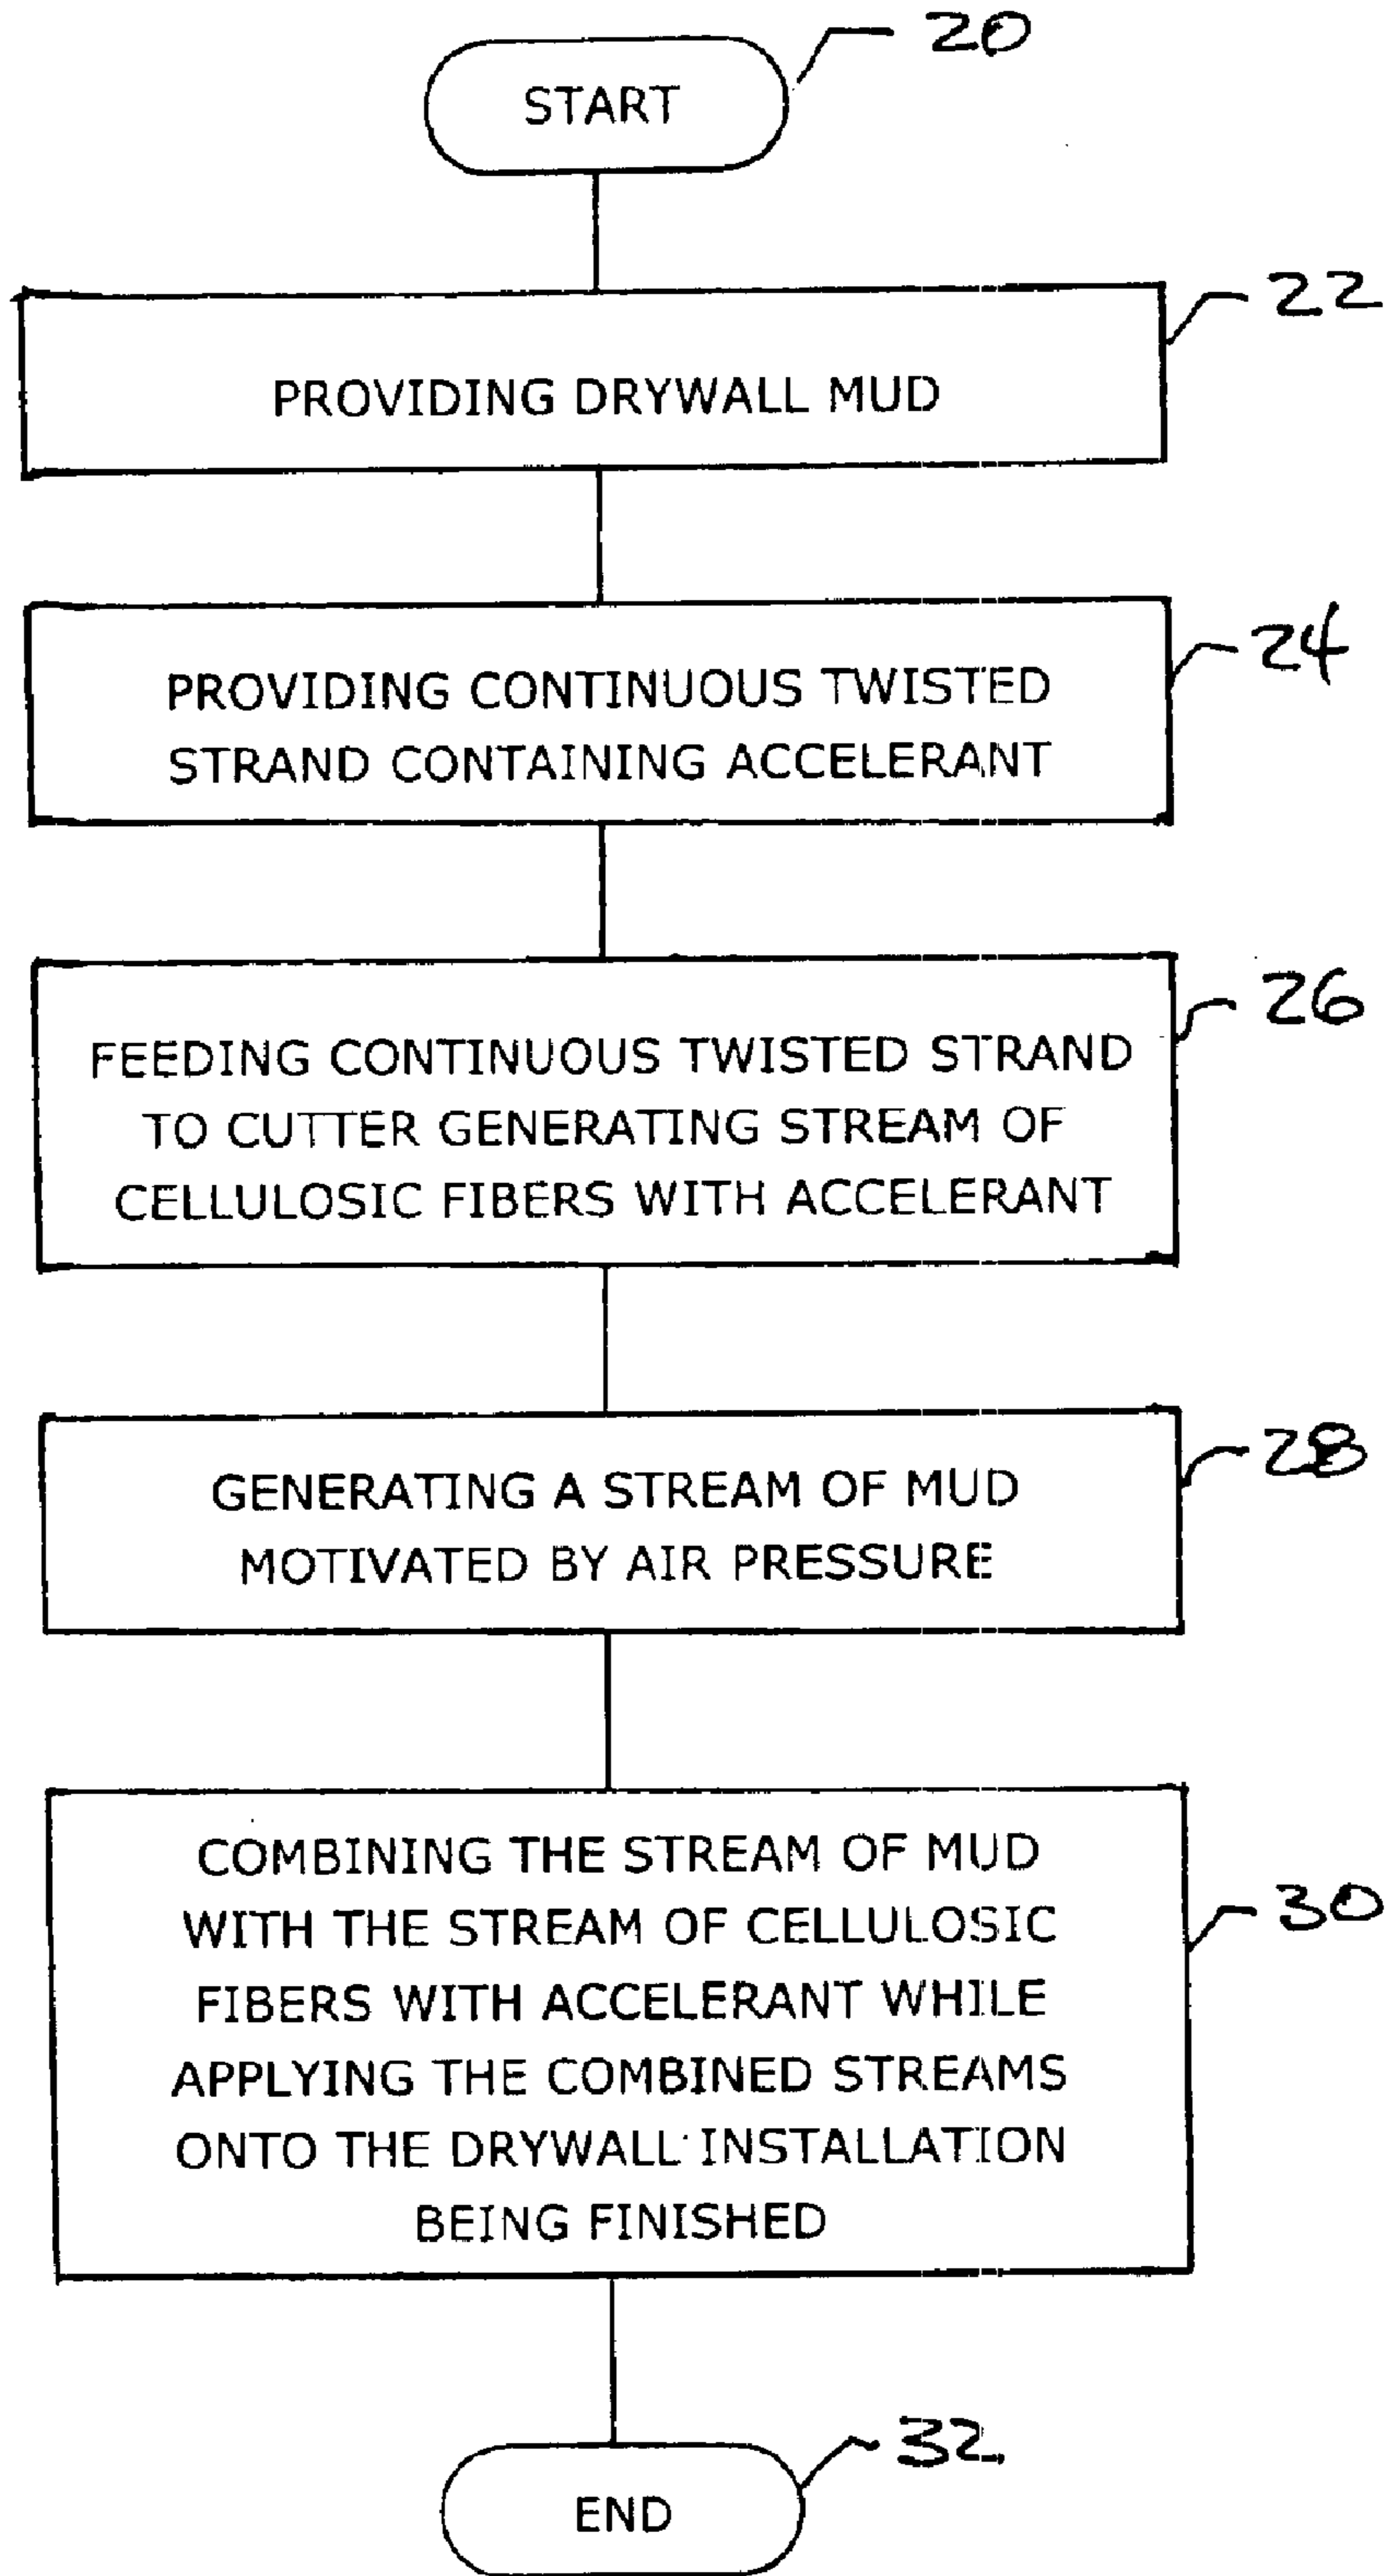 20
START
22
PROVIDING DRYWALL MUD
24
PROVIDING CONTINUOUS TWISTED
STRAND CONTAINING ACCELERANT
26
FEEDING CONTINUOUS TWISTED STRAND
TO CUTTER GENERATING STREAM OF
CELLULOSIC FIBERS WITH ACCELERANT
28
GENERATING A STREAM OF MUD
MOTIVATED BY AIR PRESSURE
COMBINING THE STREAM OF MUD
30
WITH THE STREAM OF CELLULOSIC
FIBERS WITH ACCELERANT WHILE
APPLYING THE COMBINED STREAMS
ONTO THE DRYWALL INSTALLATION
BEING FINISHED
32
END